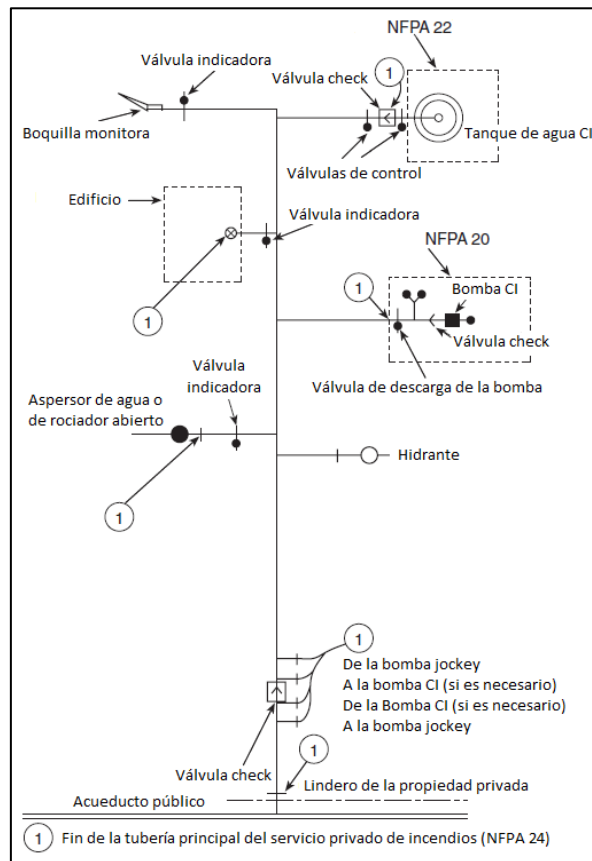 NFPA 22
Válvula indicadora
Válvula check
1
Boquilla monitora
Tanque de agua CI
Válvulas de control
Edificio
Válvula indicadora
NFPA 20
1
Bomba CI
1
Válvula check
Válvula de descarga de la bomba
Válvula
indicadora
Aspersor de agua o
de rociador abierto
Hidrante
1
1
De la bomba jockey
A la bomba CI (si es necesario)
De la Bomba CI (si es necesario)
A la bomba jockey
1
Válvula check
Lindero de la propiedad privada
Acueducto público
1 Fin de la tubería principal del servicio privado de incendios (NFPA 24)